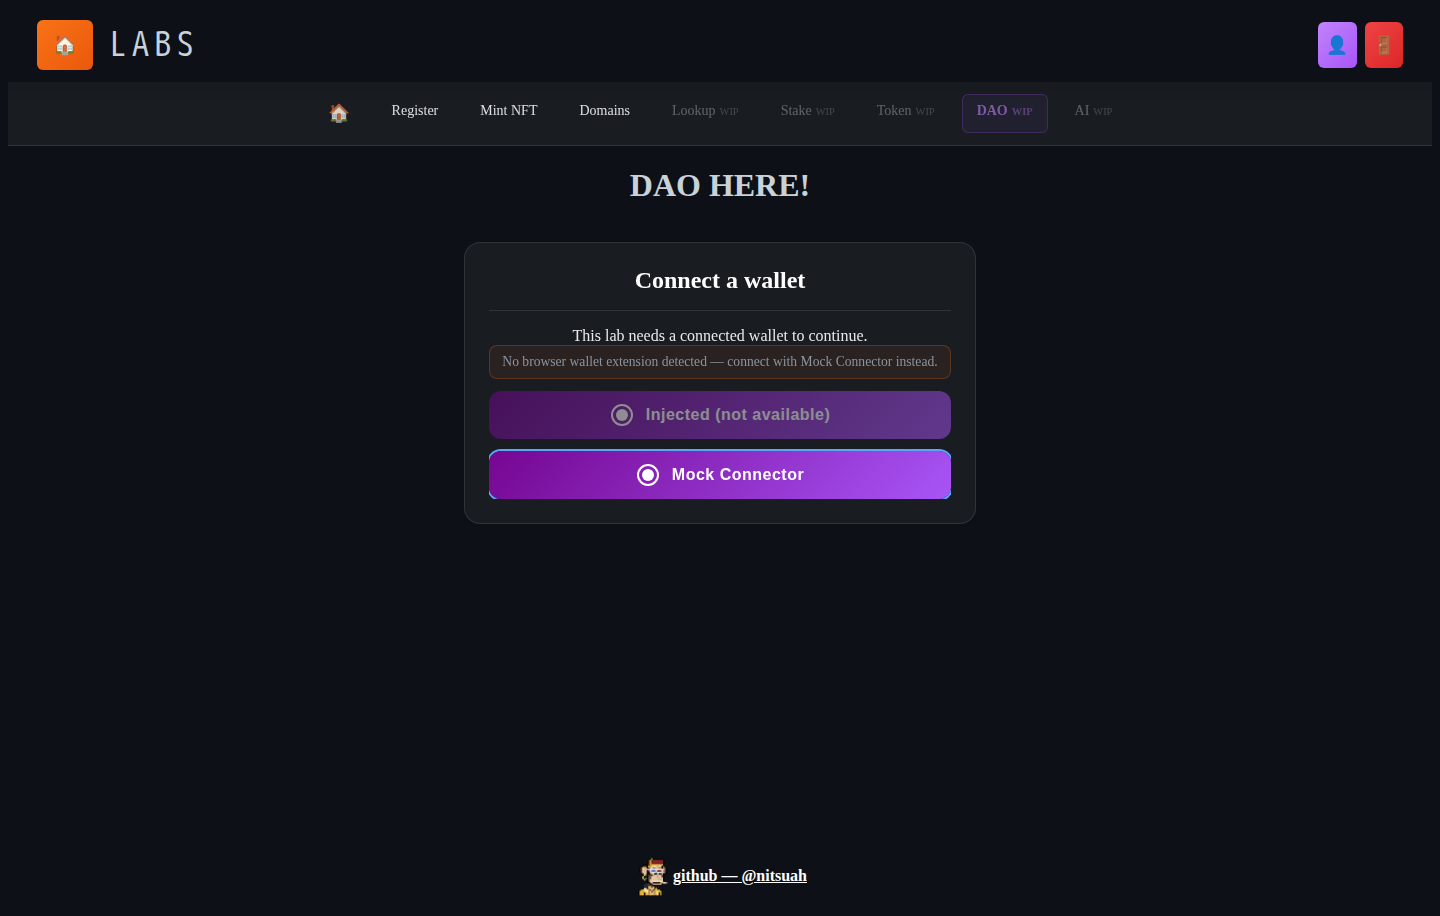 LABS
Register
Mint NFT
Domains
Lookup WIP
Stake WIP
Token WIP
DAO WIP
AI WIP
DAO HERE!
Connect a wallet
This lab needs a connected wallet to continue.
No browser wallet extension detected — connect with Mock Connector instead.
Injected (not available)
Mock Connector
github — @nitsuah